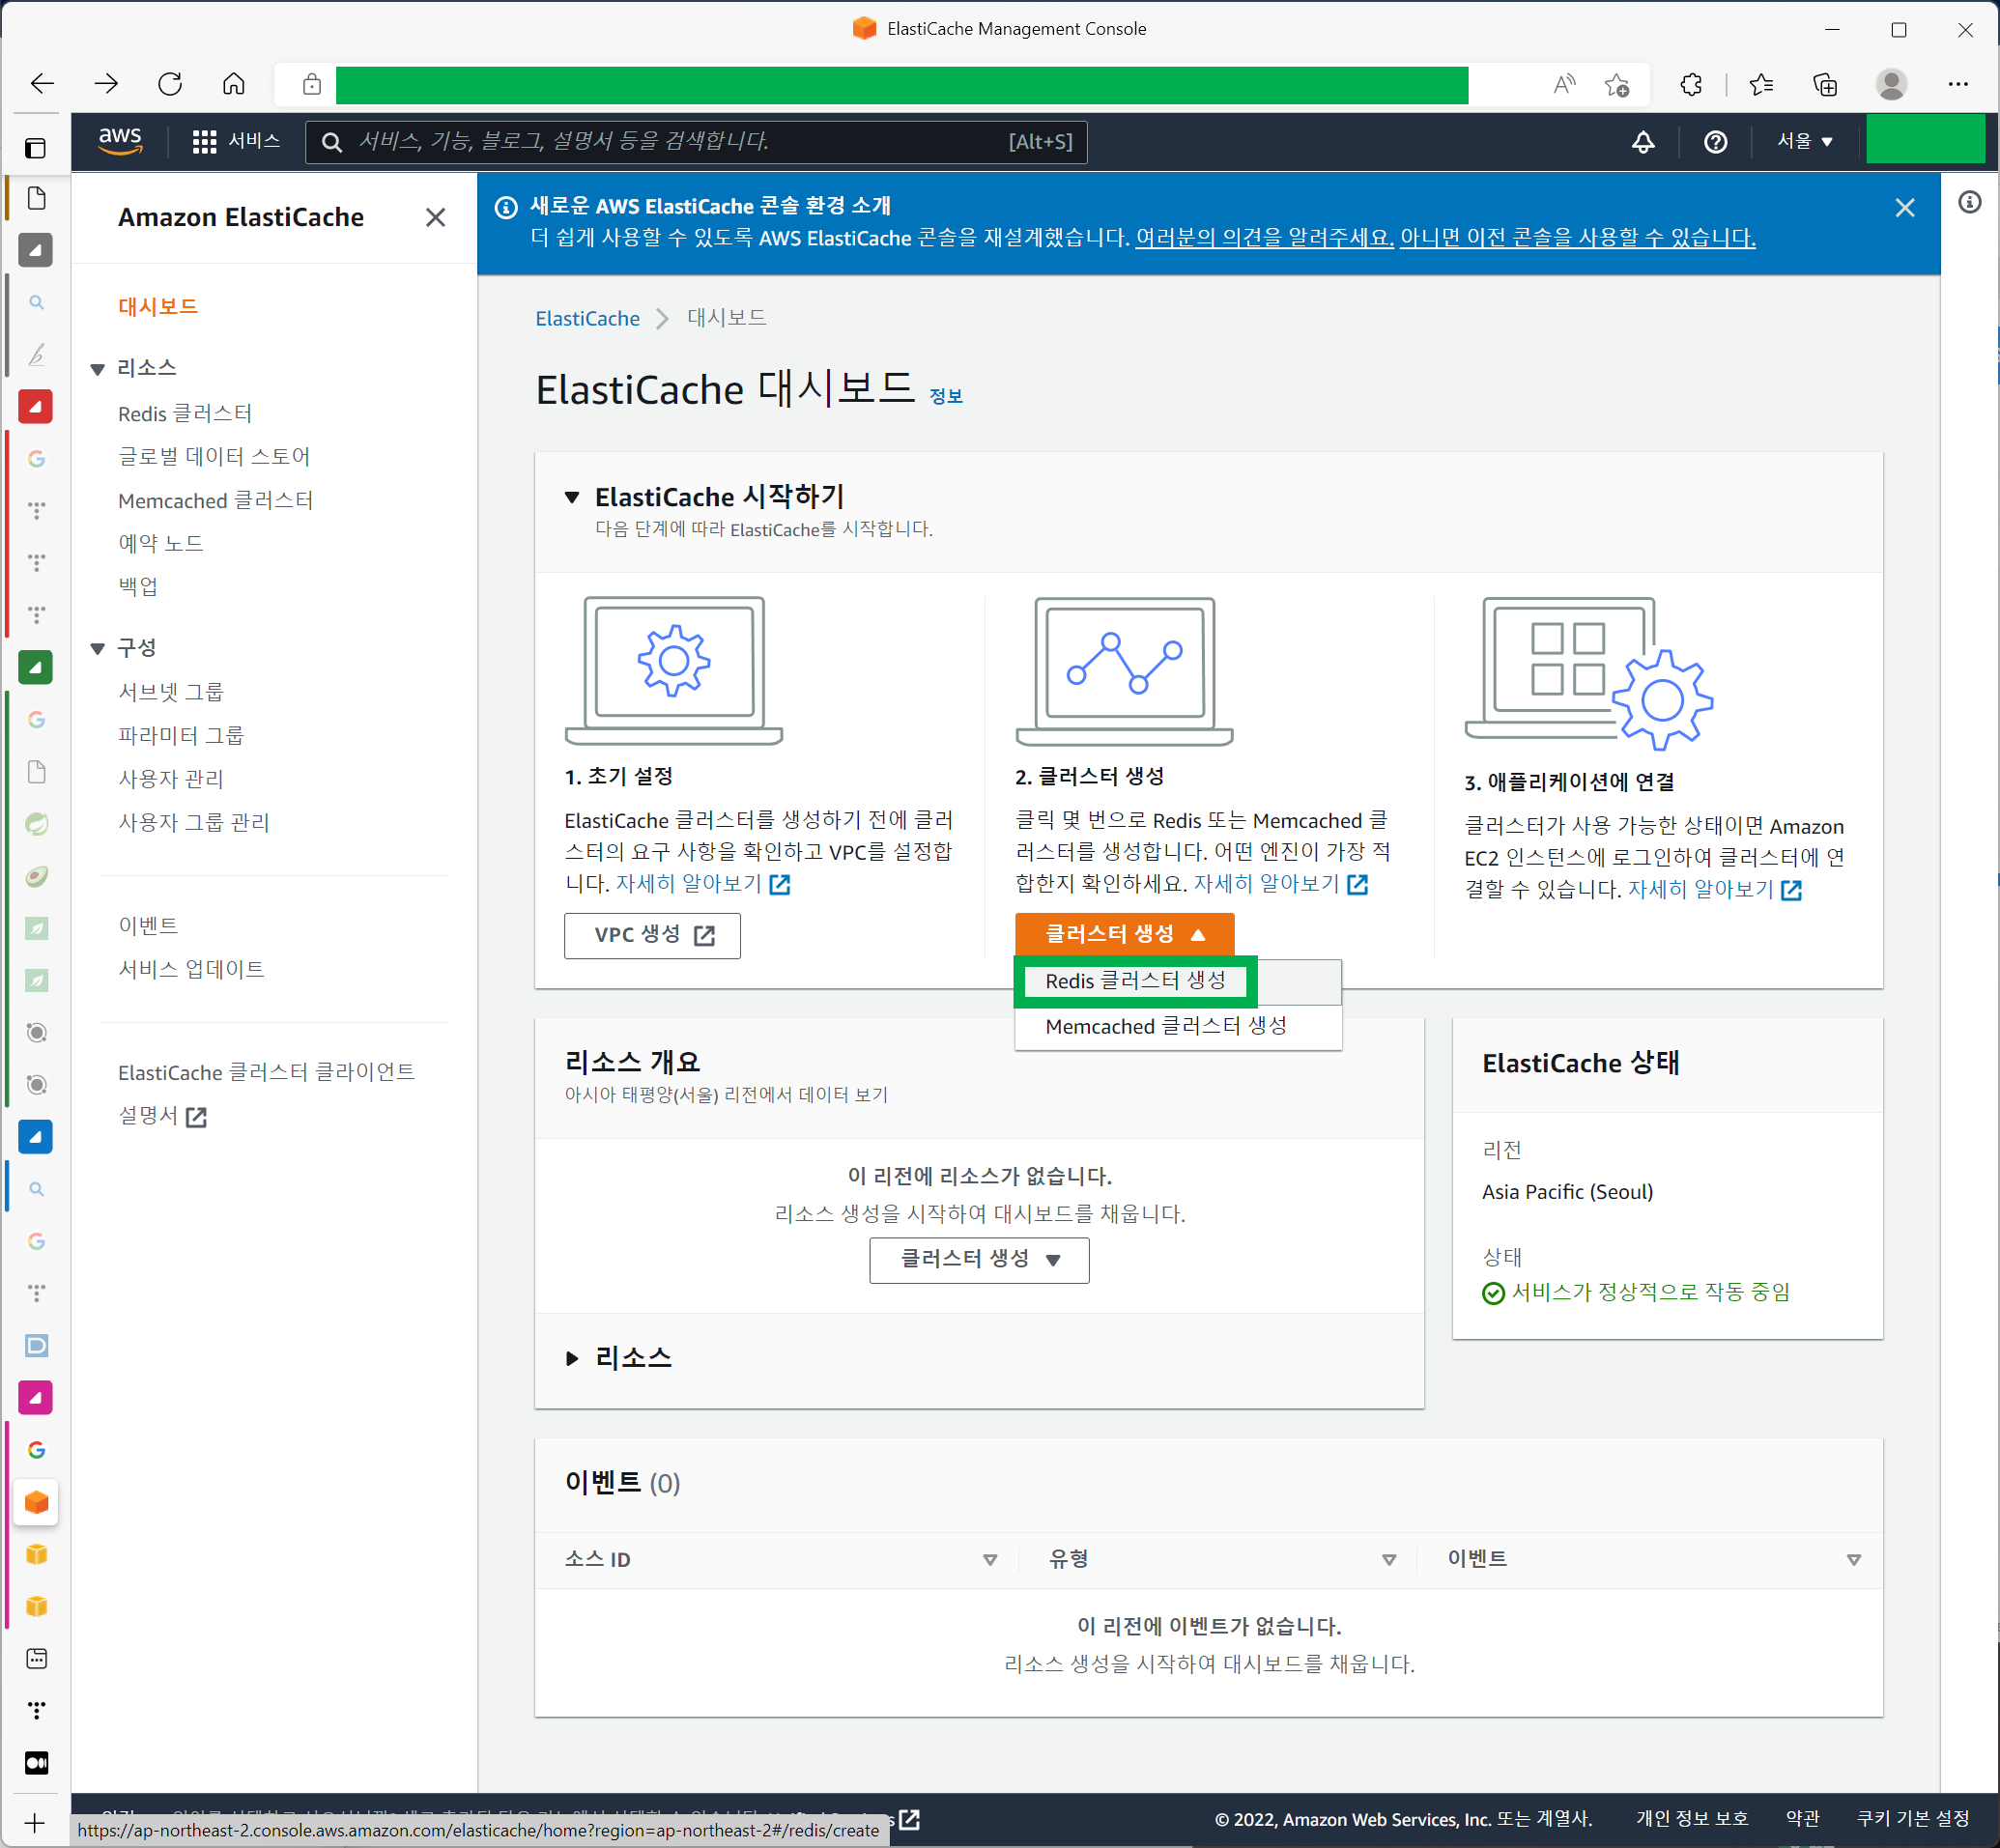 ElastiCache Management Console
aws
서비스
서비스, 기능, 블로그, 설명서 등을 검색합니다.
[Alt+S]
서울
Amazon ElastiCache
대시보드
리소스
Redis 클러스터
글로벌 데이터 스토어
Memcached 클러스터
예약 노드
백업
구성
서브넷 그룹
파라미터 그룹
사용자 관리
사용자 그룹 관리
이벤트
서비스 업데이트
ElastiCache 클러스터 클라이언트
설명서
새로운 AWS ElastiCache 콘솔 환경 소개
더 쉽게 사용할 수 있도록 AWS ElastiCache 콘솔을 재설계했습니다. 여러분의 의견을 알려주세요. 아니면 이전 콘솔을 사용할 수 있습니다.
ElastiCache 대시보드
ElastiCache 대시보드 정보
ElastiCache 시작하기
다음 단계에 따라 ElastiCache를 시작합니다.
1. 초기 설정
ElastiCache 클러스터를 생성하기 전에 클러
스터의 요구 사항을 확인하고 VPC를 설정합
니다. 자세히 알아보기
VPC 생성
2. 클러스터 생성
클릭 몇 번으로 Redis 또는 Memcached 클
러스터를 생성합니다. 어떤 엔진이 가장 적
합한지 확인하세요. 자세히 알아보기
클러스터 생성
Redis 클러스터 생성
Memcached 클러스터 생성
3. 애플리케이션에 연결
클러스터가 사용 가능한 상태이면 Amazon
EC2 인스턴스에 로그인하여 클러스터에 연
결할 수 있습니다. 자세히 알아보기
리소스 개요
아시아 태평양(서울) 리전에서 데이터 보기
이 리전에 리소스가 없습니다.
리소스 생성을 시작하여 대시보드를 채웁니다.
클러스터 생성
리소스
ElastiCache 상태
리전
Asia Pacific (Seoul)
상태
서비스가 정상적으로 작동 중임
이벤트 (0)
소스 ID
유형
이벤트
이 리전에 이벤트가 없습니다.
리소스 생성을 시작하여 대시보드를 채웁니다.
© 2022, Amazon Web Services, Inc. 또는 계열사.
개인 정보 보호
약관
쿠키 기본 설정
https://ap-northeast-2.console.aws.amazon.com/elasticache/home?region=ap-northeast-2#/redis/create